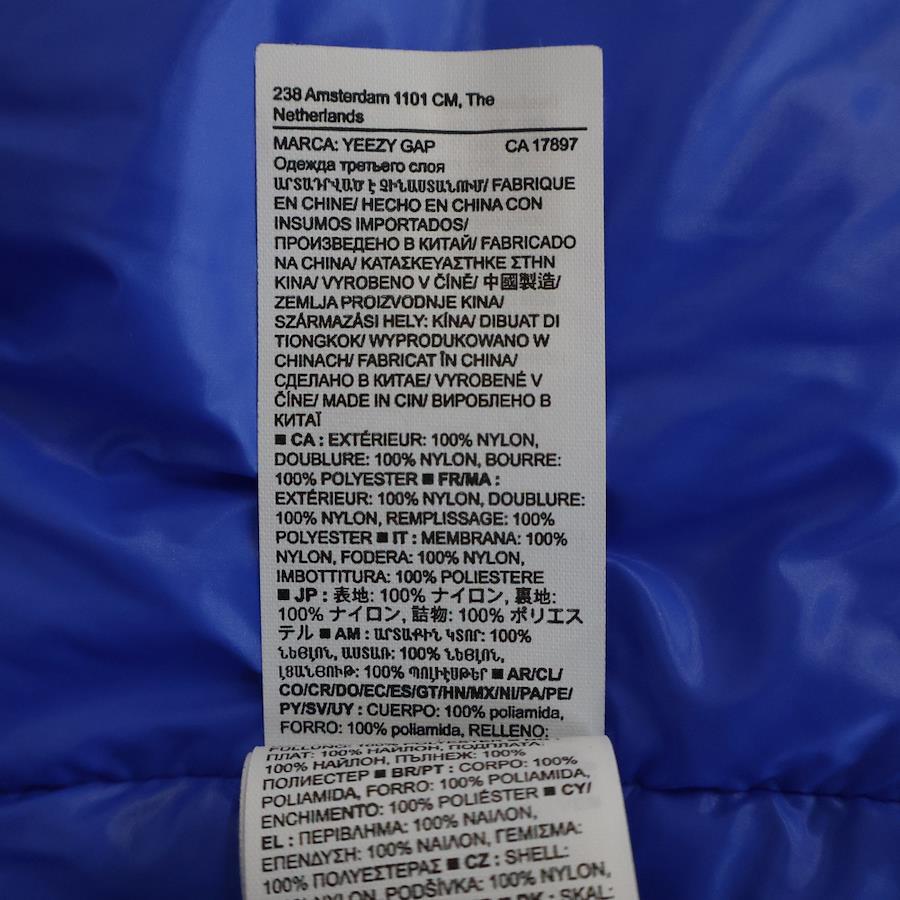 238 Amsterdam 1101 CM, The
Netherlands
MARCA: YEEZY GAP CA 17897
Одежда третьего слоя
ԱՐՏԱԴՐՎԱԾ Է ՉԻՆԱՍՏԱՆՈՒՄ/ FABRIQUE
EN CHINE/ HECHO EN CHINA CON
INSUMOS IMPORTADOS/
ПРОИЗВЕДЕНО В КИТАЙ/ FABRICADO
NA CHINA/ ΚΑΤΑΣΚΕΥΑΣΤΗΚΕ ΣΤΗΝ
ΚΙΝΑ/ VYROBENO V ČÍNĚ/ 中國製造/
ZEMLJA PROIZVODNJE KINA/
SZÁRMAZÁSI HELY: KÍNA/ DIBUAT DI
TIONGKOK/ WYPRODUKOWANO W
CHINACH/ FABRICAT ÎN CHINA/
СДЕЛАНО В КИТАЕ/ VYROBENÉ V
ČÍNE/ MADE IN CIN/ ВИРОБЛЕНО В
КИТАЇ
■ CA : EXTÉRIEUR: 100% NYLON,
DOUBLURE: 100% NYLON, BOURRE:
100% POLYESTER ■ FR/MA :
EXTÉRIEUR: 100% NYLON, DOUBLURE:
100% NYLON, REMPLISSAGE: 100%
POLYESTER ■ IT : MEMBRANA: 100%
NYLON, FODERA: 100% NYLON,
IMBOTTITURA: 100% POLIESTERE
■ JP : 表地: 100% ナイロン, 裏地:
100% ナイロン, 詰物: 100% ポリエス
テル ■ AM : ԱՐՏԱՔԻՆ ԿՏՈՐ: 100%
ՆԵՅԼՈՆ, ԱՍՏԱՌ: 100% ՆԵՅԼՈՆ,
ԼՑԱՆՅՈՒԹ: 100% ՊՈԼԻԷՍԹԵՐ ■ AR/CL/
CO/CR/DO/EC/ES/GT/HN/MX/NI/PA/PE/
PY/SV/UY : CUERPO: 100% poliamida,
FORRO: 100% poliamida, RELLENO:
ПЛАТ: 100% НАЙЛОН, ПОДПЛАТА:
100% НАЙЛОН, ПЪЛНЕЖ: 100%
ПОЛИЕСТЕР ■ BR/PT : CORPO: 100%
POLIAMIDA, FORRO: 100% POLIAMIDA,
ENCHIMENTO: 100% POLIÉSTER ■ CY/
EL : ΠΕΡΙΒΛΗΜΑ: 100% ΝΑΙΛΟΝ,
ΕΠΕΝΔΥΣΗ: 100% ΝΑΙΛΟΝ, ΓΕΜΙΣΜΑ:
100% ΠΟΛΥΕΣΤΕΡΑΣ ■ CZ : SHELL:
100% NYLON, PODŠÍVKA: 100% NYLON,
■ DK : SKAL: